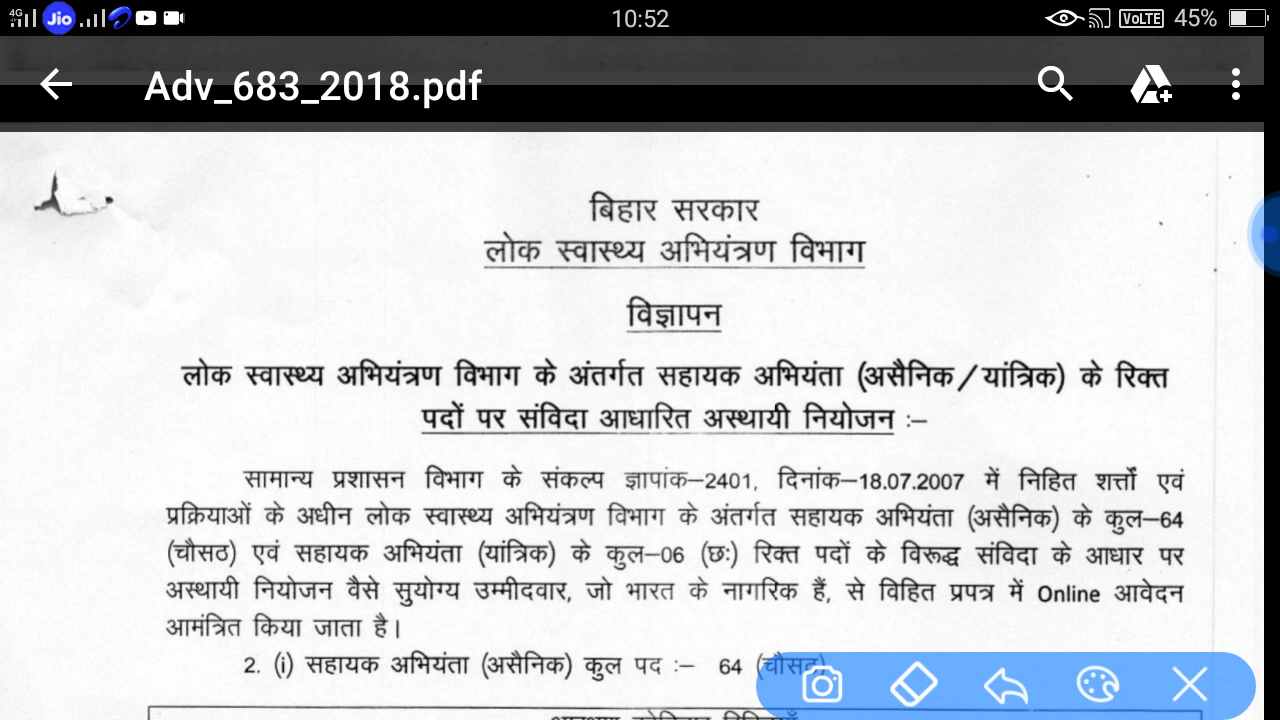 4G Jio 10:52 VoLTE 45%
Adv_683_2018.pdf
बिहार सरकार
लोक स्वास्थ्य अभियंत्रण विभाग
विज्ञापन
लोक स्वास्थ्य अभियंत्रण विभाग के अंतर्गत सहायक अभियंता (असैनिक/यांत्रिक) के रिक्त
पदों पर संविदा आधारित अस्थायी नियोजन :–
सामान्य प्रशासन विभाग के संकल्प ज्ञापांक–2401, दिनांक–18.07.2007 में निहित शर्त्तों एवं
प्रक्रियाओं के अधीन लोक स्वास्थ्य अभियंत्रण विभाग के अंतर्गत सहायक अभियंता (असैनिक) के कुल–64
(चौसठ) एवं सहायक अभियंता (यांत्रिक) के कुल–06 (छः) रिक्त पदों के विरूद्ध संविदा के आधार पर
अस्थायी नियोजन वैसे सुयोग्य उम्मीदवार, जो भारत के नागरिक हैं, से विहित प्रपत्र में Online आवेदन
आमंत्रित किया जाता है।
2. (i) सहायक अभियंता (असैनिक) कुल पद :– 64 (चौसठ)